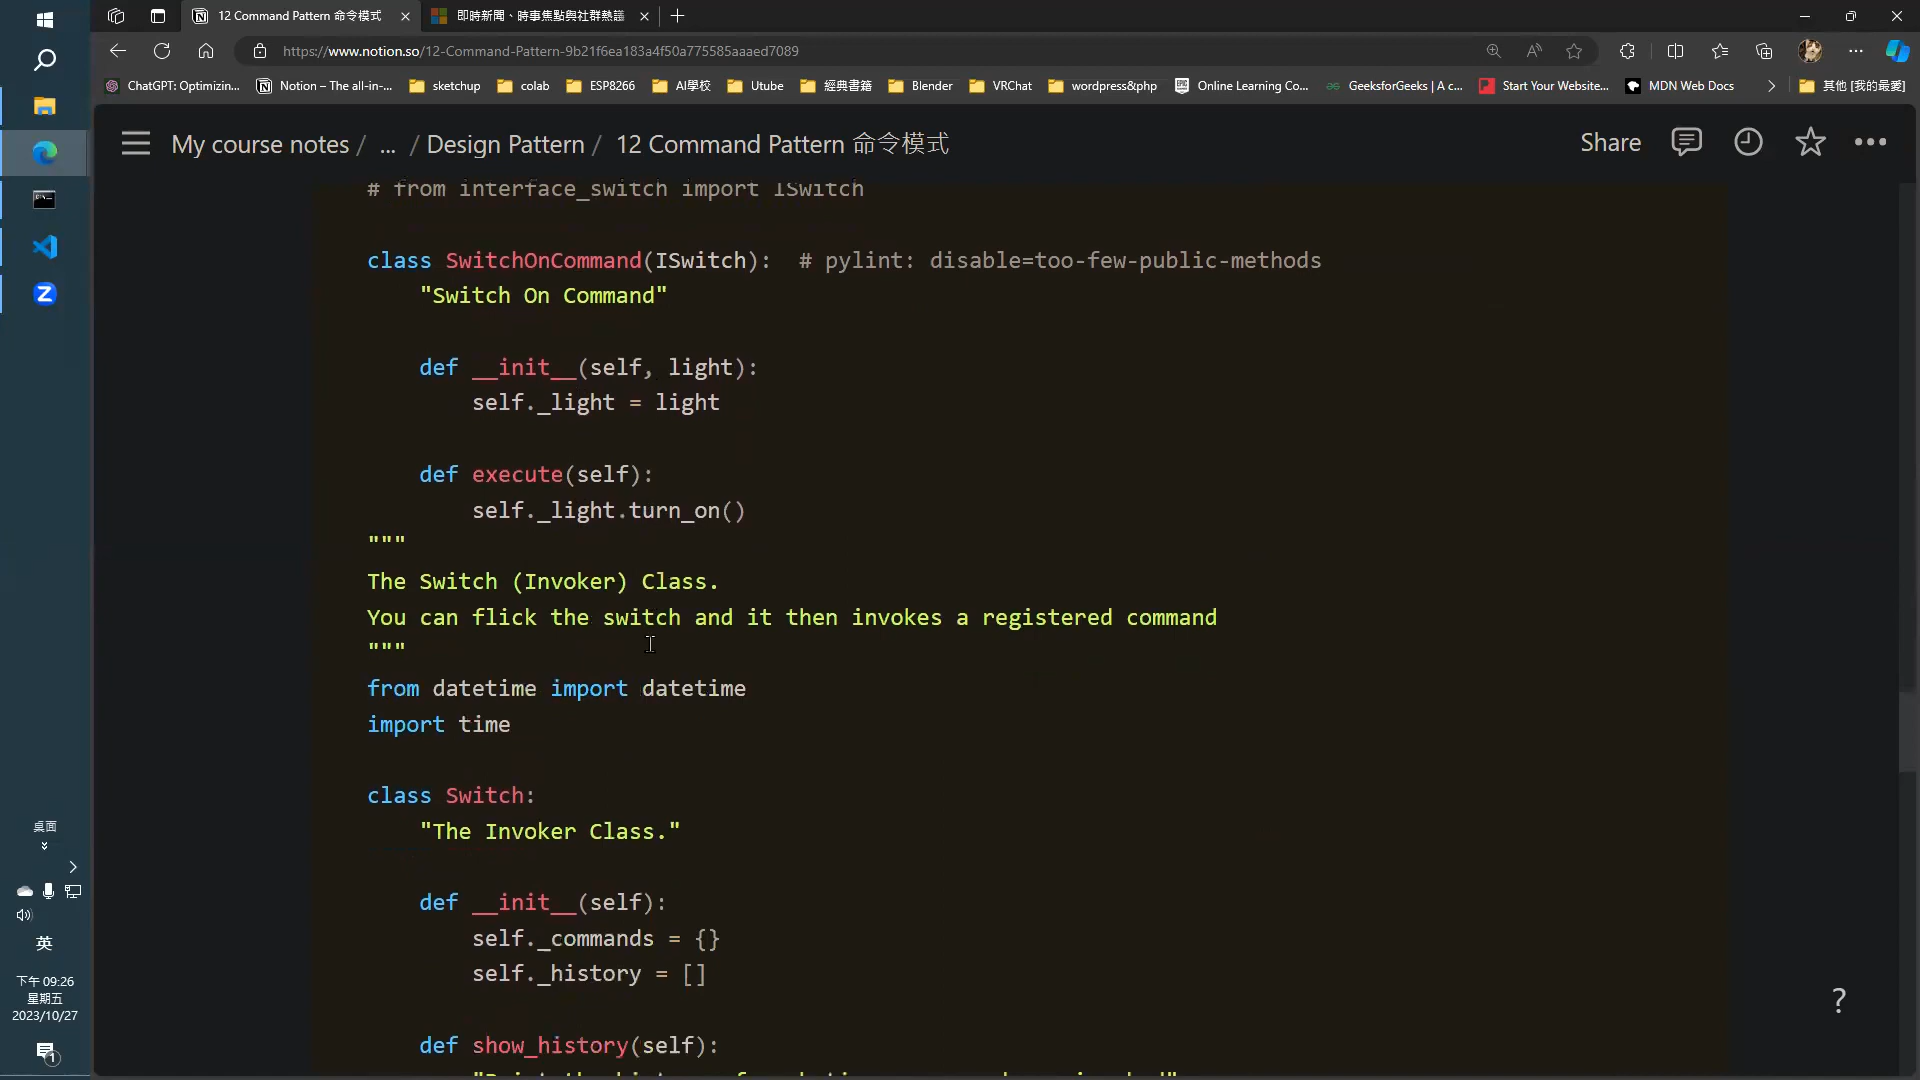 12 Command Pattern 命令模式
即時新聞、時事焦點與社群熱議
https://www.notion.so/12-Command-Pattern-9b21f6ea183a4f50a775585aaaed7089
ChatGPT: Optimizin...
Notion – The all-in-...
sketchup
colab
ESP8266
AI學校
Utube
經典書籍
Blender
VRChat
wordpress&php
Online Learning Co...
GeeksforGeeks | A c...
Start Your Website...
MDN Web Docs
其他 [我的最愛]
My course notes / ... / Design Pattern / 12 Command Pattern 命令模式
Share
# from interface_switch import ISwitch
class SwitchOnCommand(ISwitch):  # pylint: disable=too-few-public-methods
    "Switch On Command"
    def __init__(self, light):
        self._light = light
    def execute(self):
        self._light.turn_on()
"""
The Switch (Invoker) Class.
You can flick the switch and it then invokes a registered command
"""
from datetime import datetime
import time
class Switch:
    "The Invoker Class."
    def __init__(self):
        self._commands = {}
        self._history = []
    def show_history(self):
?
桌面
英
下午 09:26
星期五
2023/10/27
1